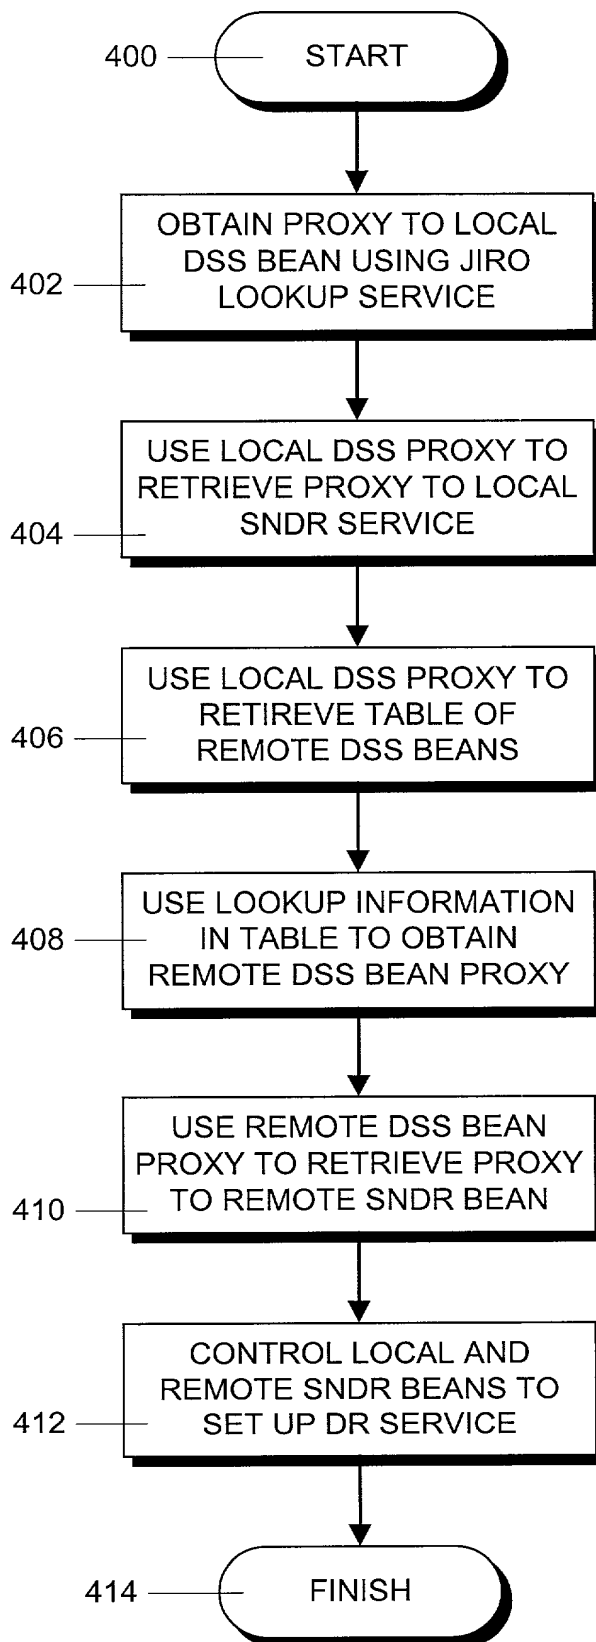 400 START
OBTAIN PROXY TO LOCAL
DSS BEAN USING JIRO
402
LOOKUP SERVICE
USE LOCAL DSS PROXY TO
RETRIEVE PROXY TO LOCAL
SNDR SERVICE
404
USE LOCAL DSS PROXY TO
RETIREVE TABLE OF
406
REMOTE DSS BEANS
USE LOOKUP INFORMATION
408
IN TABLE TO OBTAIN
REMOTE DSS BEAN PROXY
USE REMOTE DSS BEAN
PROXY TO RETRIEVE PROXY
TO REMOTE SNDR BEAN
410
CONTROL LOCAL AND
REMOTE SNDR BEANS TO
412
SET UP DR SERVICE
414 FINISH